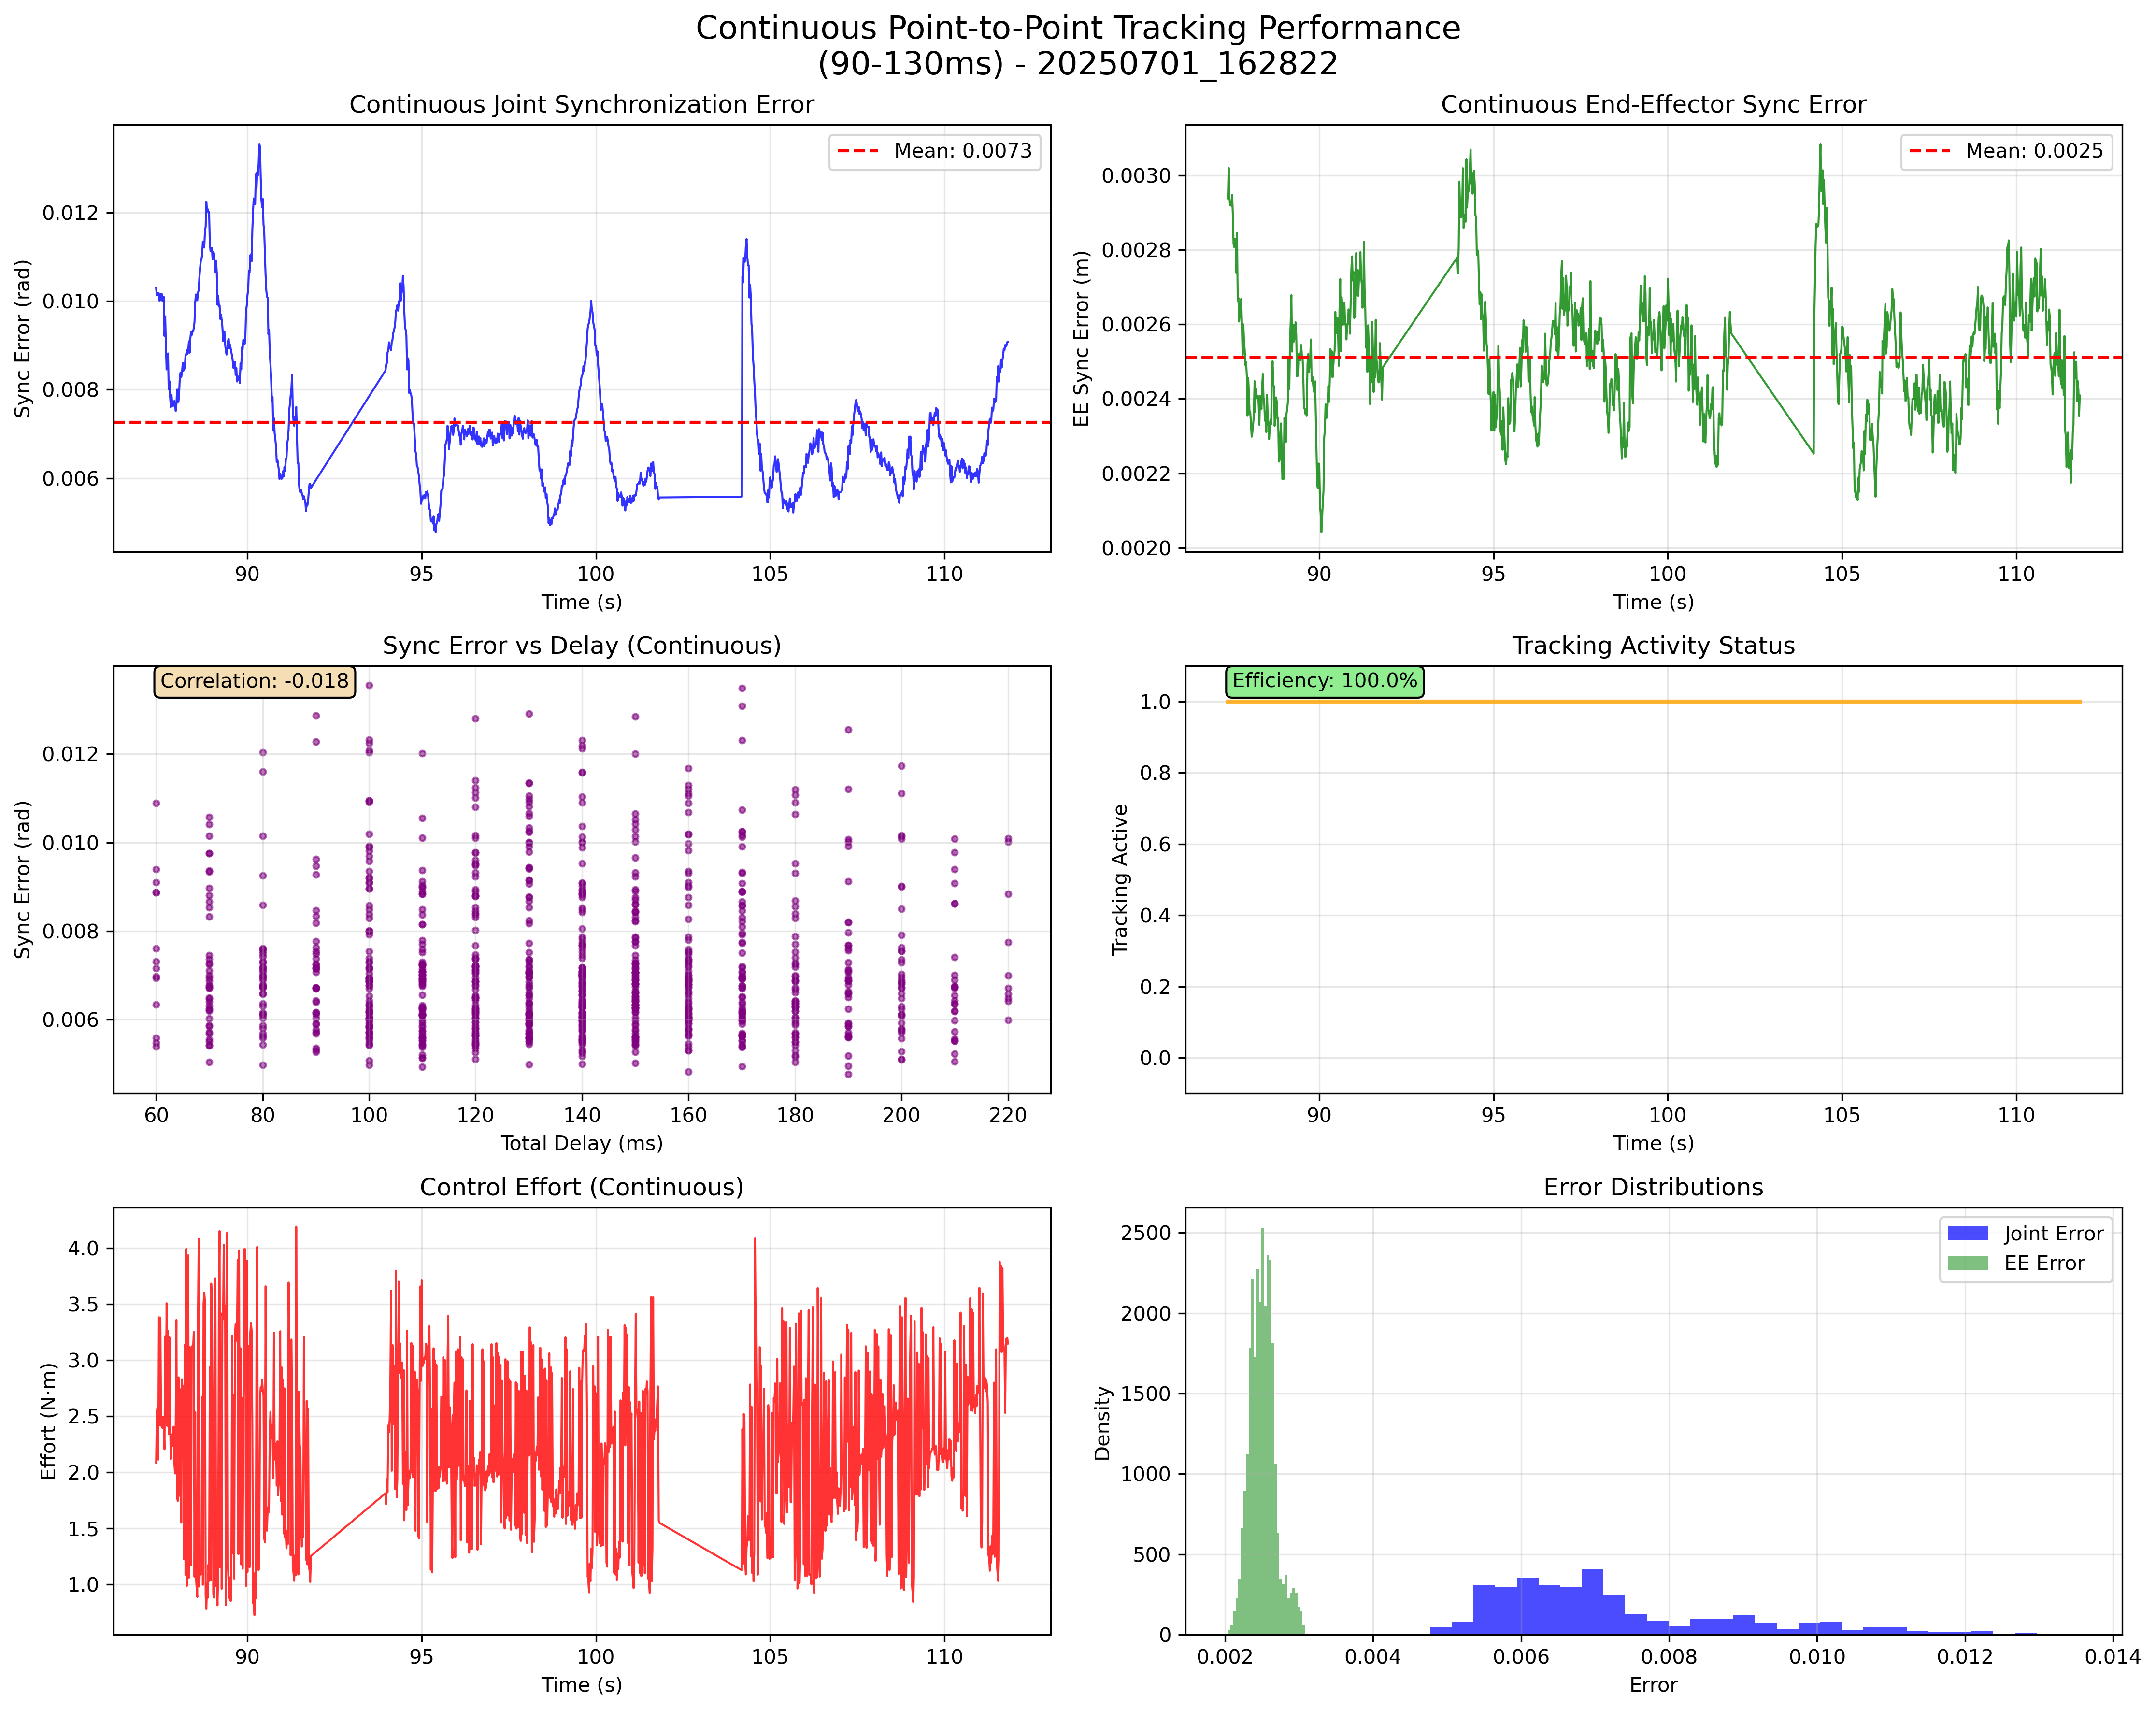 Continuous Point-to-Point Tracking Performance
(90-130ms) - 20250701_162822
Continuous Joint Synchronization Error
Mean: 0.0073
Sync Error (rad)
0.012
0.010
0.008
0.006
90
95
100
105
110
Time (s)
Continuous End-Effector Sync Error
Mean: 0.0025
EE Sync Error (m)
0.0030
0.0028
0.0026
0.0024
0.0022
0.0020
90
95
100
105
110
Time (s)
Sync Error vs Delay (Continuous)
Correlation: -0.018
Sync Error (rad)
0.012
0.010
0.008
0.006
60
80
100
120
140
160
180
200
220
Total Delay (ms)
Tracking Activity Status
Efficiency: 100.0%
Tracking Active
1.0
0.8
0.6
0.4
0.2
0.0
90
95
100
105
110
Time (s)
Control Effort (Continuous)
Effort (N·m)
4.0
3.5
3.0
2.5
2.0
1.5
1.0
90
95
100
105
110
Time (s)
Error Distributions
Joint Error
EE Error
Density
2500
2000
1500
1000
500
0
0.002
0.004
0.006
0.008
0.010
0.012
0.014
Error